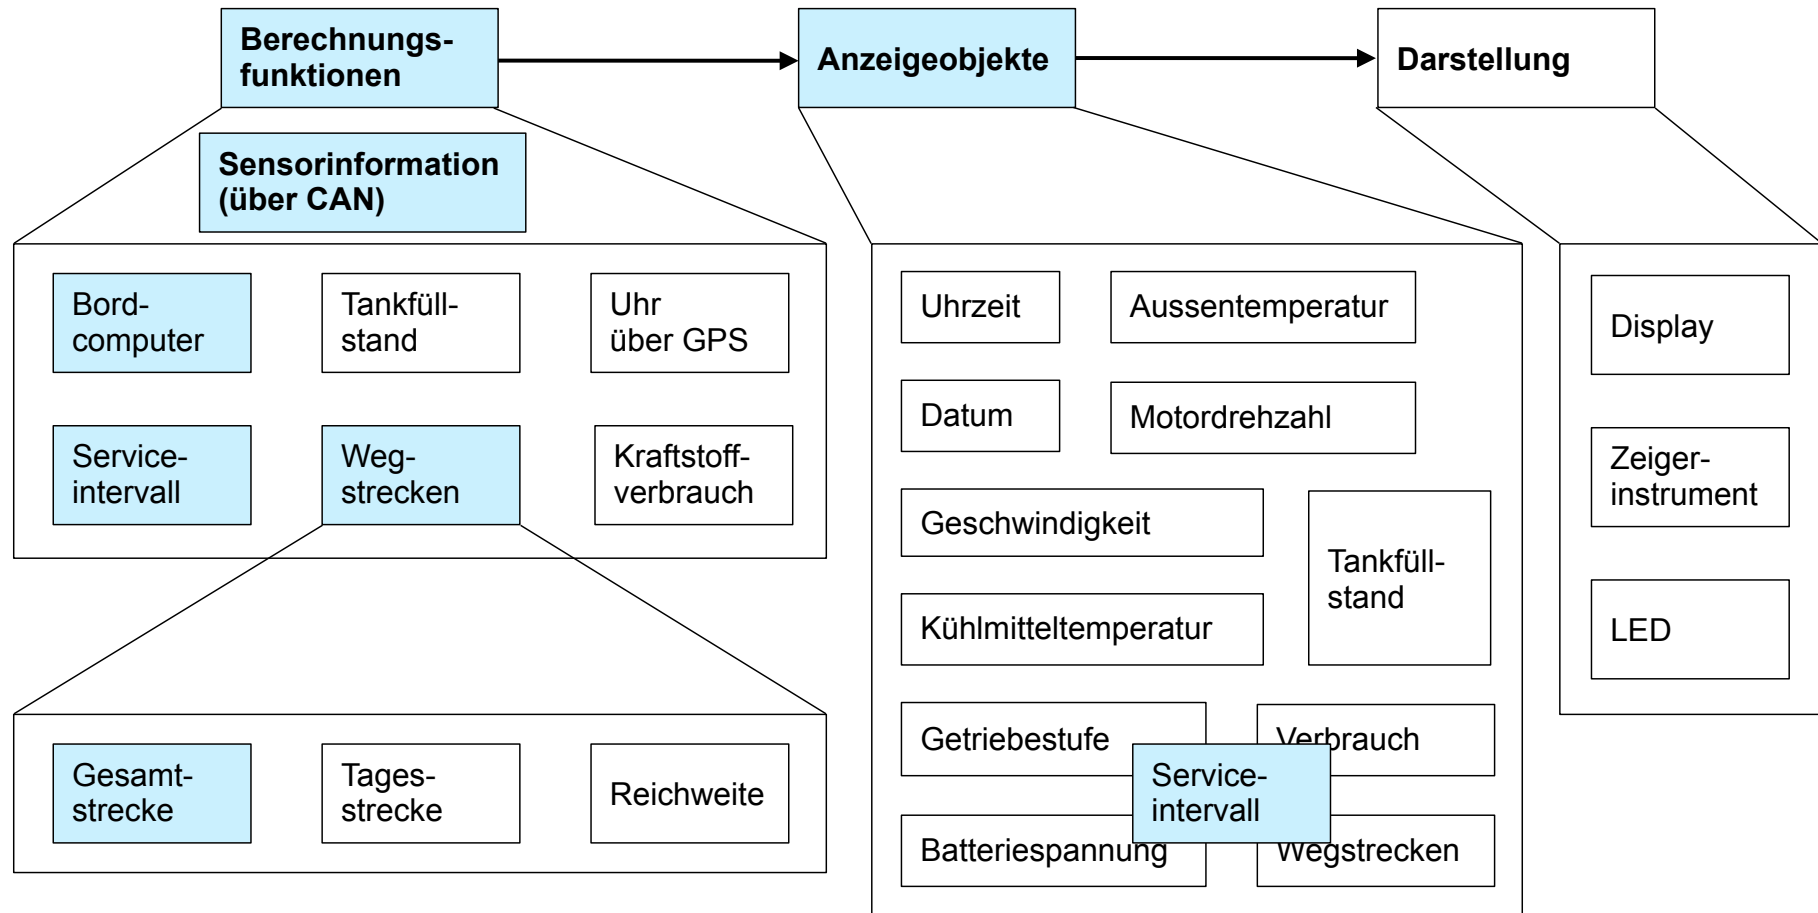 Berechnungs-
funktionen
Anzeigeobjekte
Darstellung
Sensorinformation
(über CAN)
Bord-
computer
Tankfüll-
stand
Uhr
über GPS
Service-
intervall
Weg-
strecken
Kraftstoff-
verbrauch
Gesamt-
strecke
Tages-
strecke
Reichweite
Uhrzeit
Aussentemperatur
Datum
Motordrehzahl
Geschwindigkeit
Tankfüll-
stand
Kühlmitteltemperatur
Getriebestufe
Verbrauch
Service-
intervall
Batteriespannung
Wegstrecken
Display
Zeiger-
instrument
LED